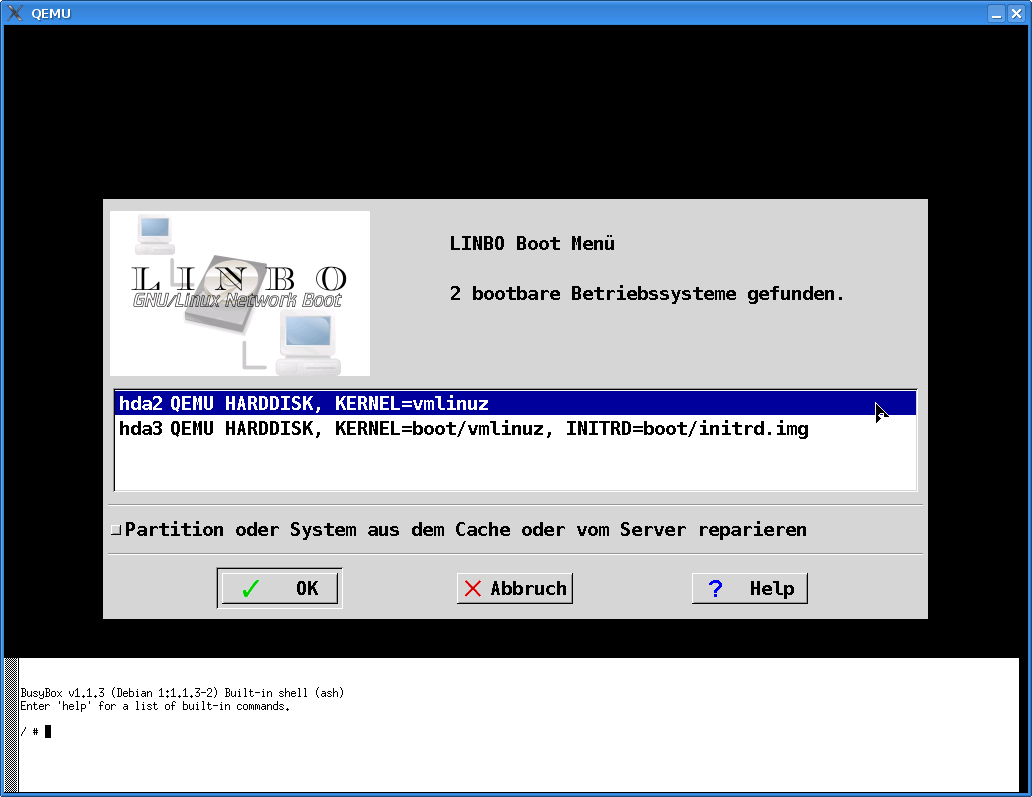 QEMU
LINBO
GNU/Linux Network Boot
LINBO Boot Menü
2 bootbare Betriebssysteme gefunden.
hda2 QEMU HARDDISK, KERNEL=vmlinuz
hda3 QEMU HARDDISK, KERNEL=boot/vmlinuz, INITRD=boot/initrd.img
Partition oder System aus dem Cache oder vom Server reparieren
OK
Abbruch
? Help
BusyBox v1.1.3 (Debian 1:1.1.3-2) Built-in shell (ash)
Enter 'help' for a list of built-in commands.
/ #